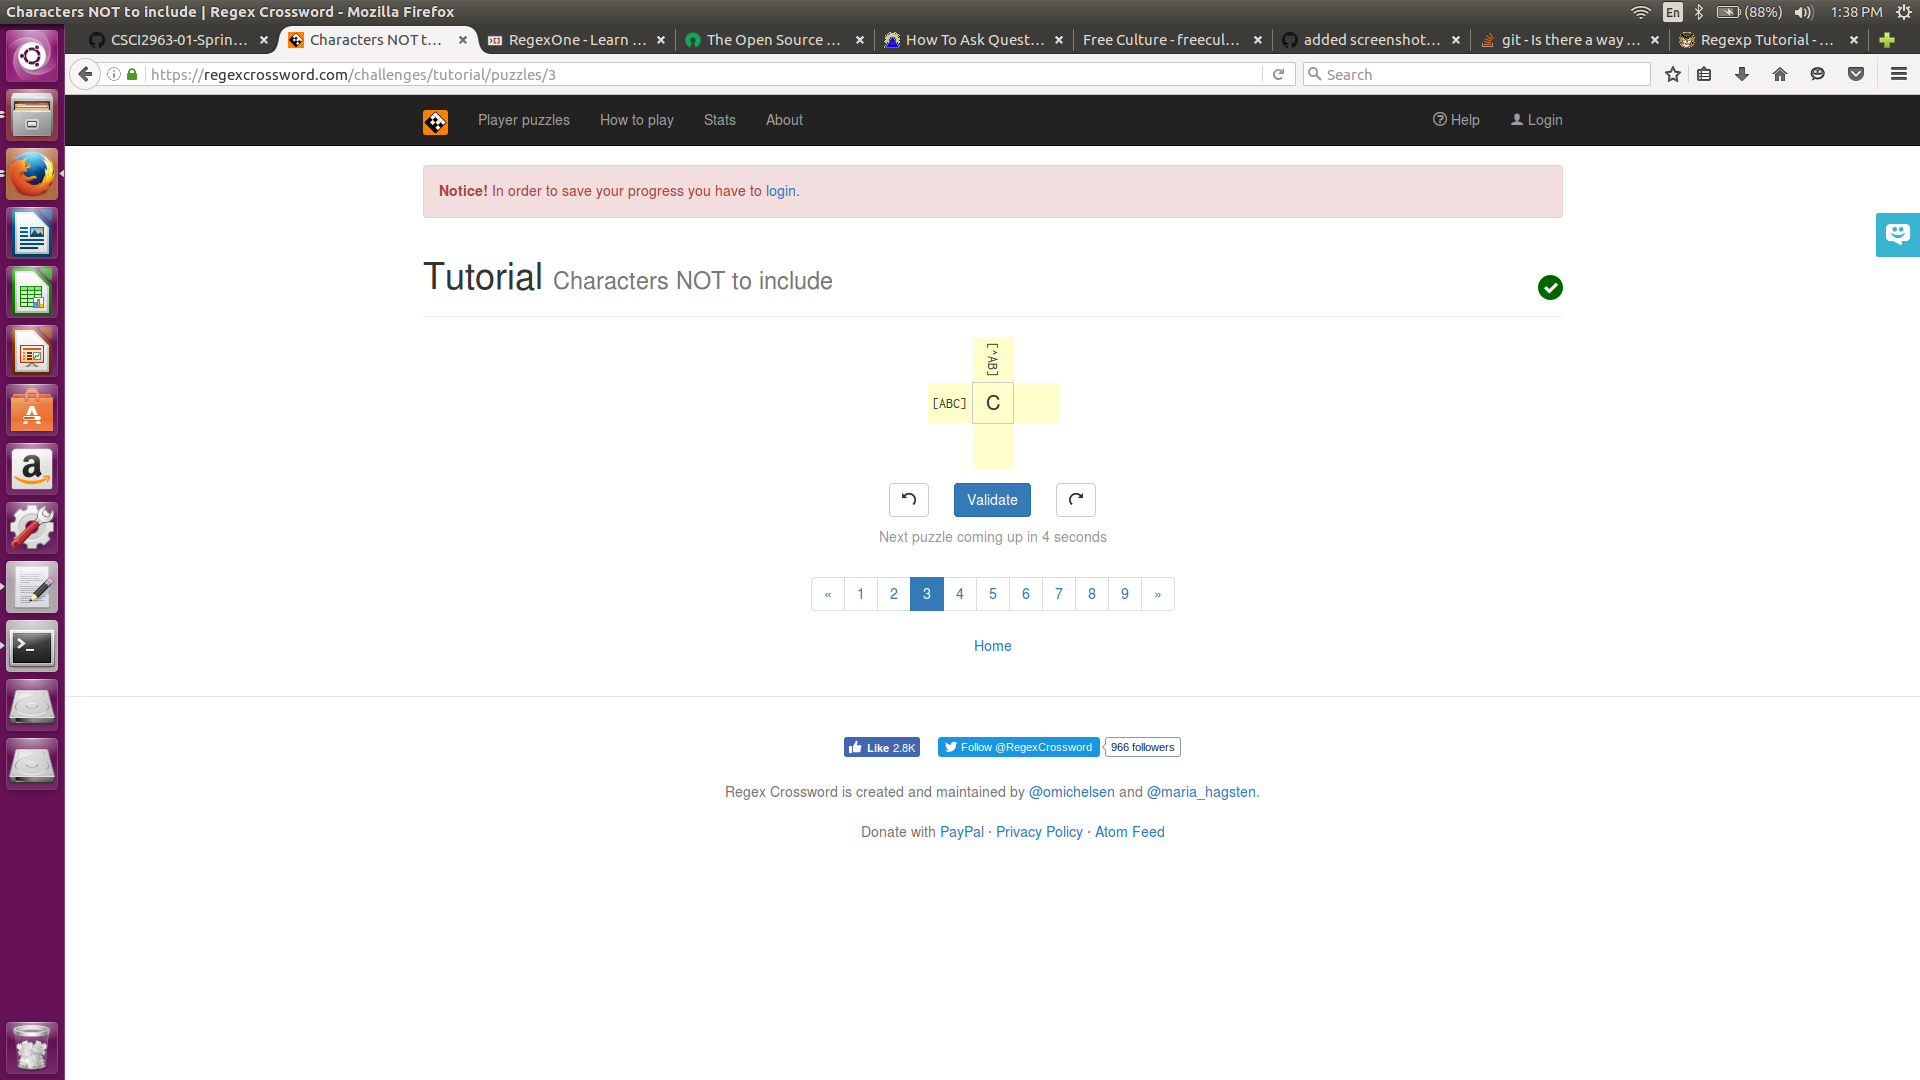 Characters NOT to include | Regex Crossword - Mozilla Firefox
En (88%) 1:38 PM
CSCI2963-01-Sprin...
Characters NOT t...
RegexOne - Learn ...
The Open Source ...
How To Ask Quest...
Free Culture - freecul...
added screenshot...
git - Is there a way ...
Regexp Tutorial - ...
https://regexcrossword.com/challenges/tutorial/puzzles/3
Search
Player puzzles How to play Stats About Help Login
Notice! In order to save your progress you have to login.
Tutorial Characters NOT to include
[^AB]
[ABC] C
Validate
Next puzzle coming up in 4 seconds
« 1 2 3 4 5 6 7 8 9 »
Home
Like 2.8K Follow @RegexCrossword 966 followers
Regex Crossword is created and maintained by @omichelsen and @maria_hagsten.
Donate with PayPal · Privacy Policy · Atom Feed